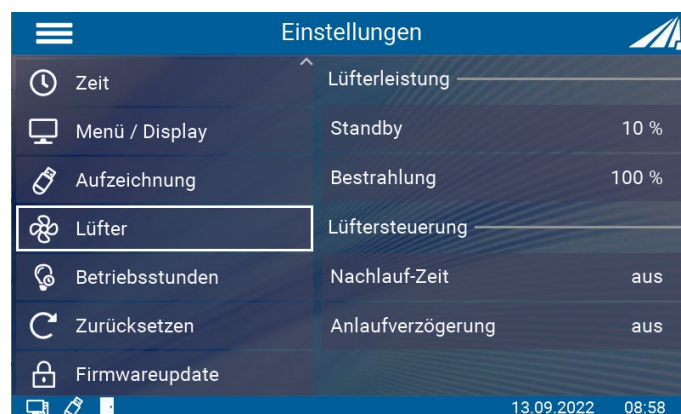 Einstellungen
Zeit
Menü / Display
Aufzeichnung
Lüfter
Betriebsstunden
Zurücksetzen
Firmwareupdate
Lüfterleistung
Standby 10 %
Bestrahlung 100 %
Lüftersteuerung
Nachlauf-Zeit aus
Anlaufverzögerung aus
13.09.2022 08:58